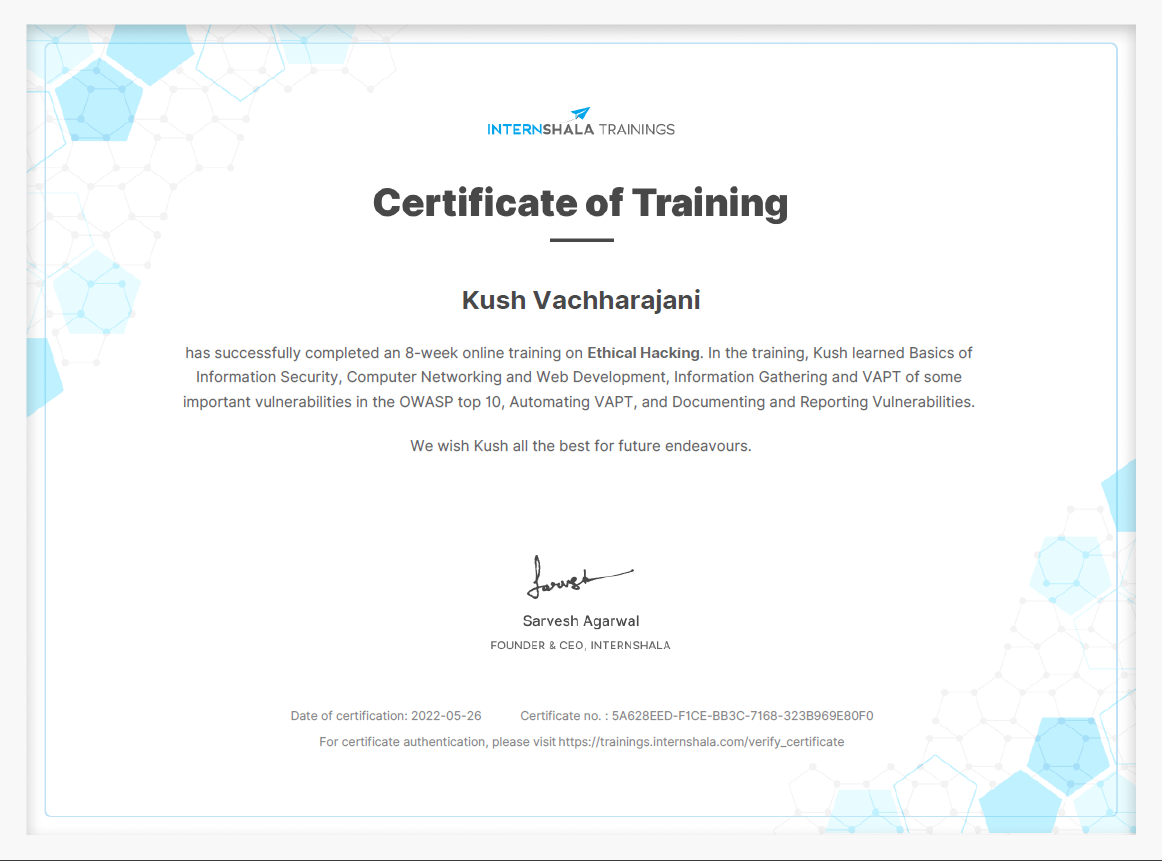 INTERNSHALA TRAININGS
Certificate of Training
Kush Vachharajani
has successfully completed an 8-week online training on Ethical Hacking. In the training, Kush learned Basics of
Information Security, Computer Networking and Web Development, Information Gathering and VAPT of some
important vulnerabilities in the OWASP top 10, Automating VAPT, and Documenting and Reporting Vulnerabilities.
We wish Kush all the best for future endeavours.
Sarvesh Agarwal
FOUNDER & CEO, INTERNSHALA
Date of certification: 2022-05-26 Certificate no. : 5A628EED-F1CE-BB3C-7168-323B969E80F0
For certificate authentication, please visit https://trainings.internshala.com/verify_certificate